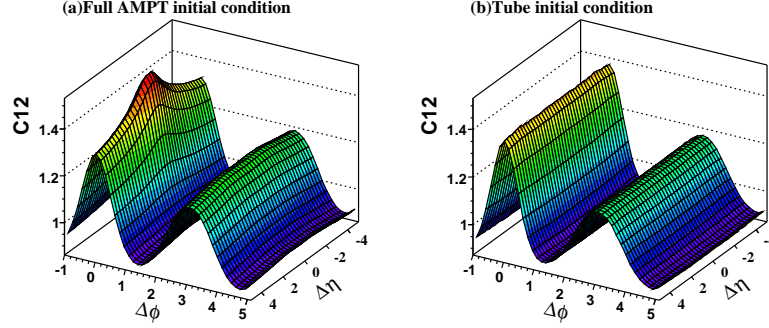 (a)Full AMPT initial condition
C12
1.4
1.2
1
-1 0 1 2 3 4 5
Δϕ
4 2 0 -2 -4
Δη
(b)Tube initial condition
C12
1.4
1.2
1
-1 0 1 2 3 4 5
Δϕ
4 2 0 -2
Δη